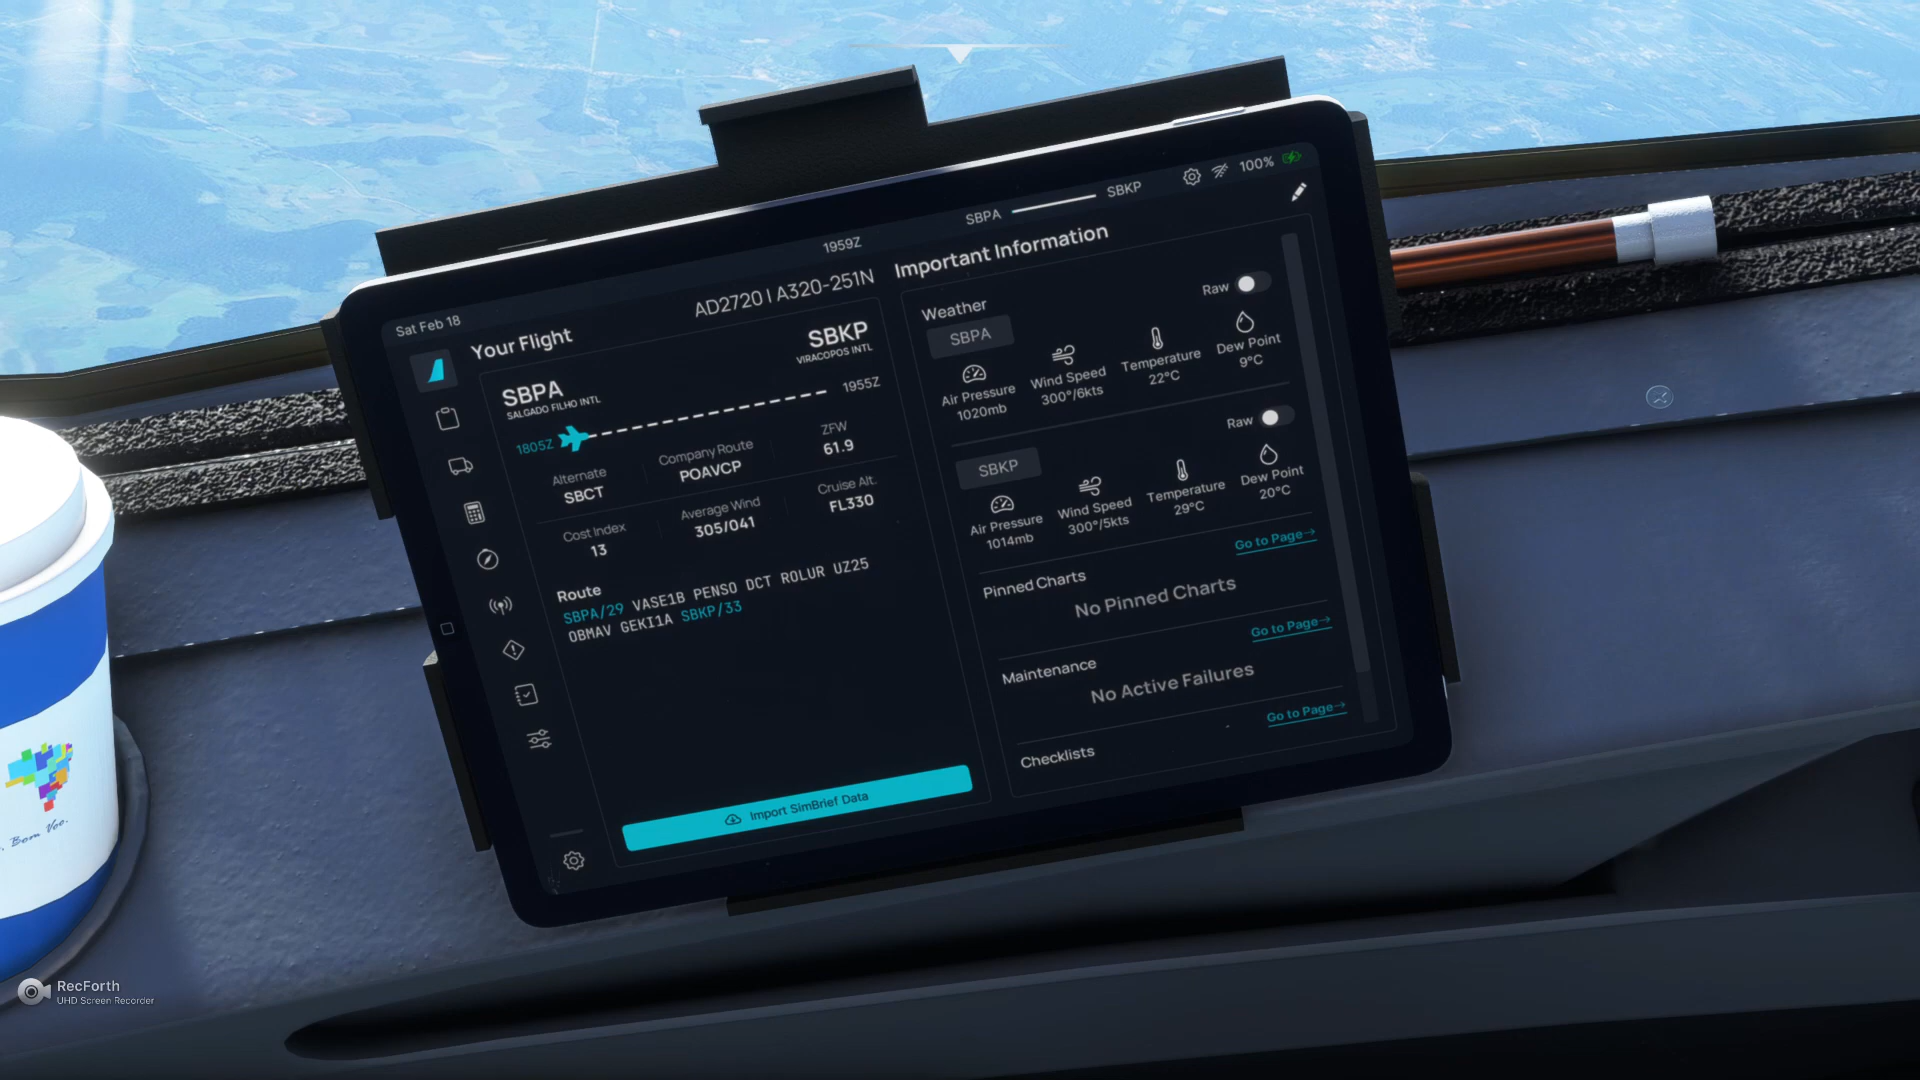 Sat Feb 18
1959Z
SBPA
SBKP
100%
Your Flight
AD2720 | A320-251N
SBPA
SALGADO FILHO INTL
SBKP
VIRACOPOS INTL
1805Z
1955Z
Alternate
SBCT
Company Route
POAVCP
ZFW
61.9
Cost Index
13
Average Wind
305/041
Cruise Alt.
FL330
Route
SBPA/29 VASE1B PENSO DCT ROLUR UZ25
OBMAV GEKI1A SBKP/33
Import SimBrief Data
Important Information
Weather
Raw
SBPA
Air Pressure
1020mb
Wind Speed
300°/6kts
Temperature
22°C
Dew Point
9°C
Raw
SBKP
Air Pressure
1014mb
Wind Speed
300°/5kts
Temperature
29°C
Dew Point
20°C
Go to Page→
Pinned Charts
No Pinned Charts
Go to Page→
Maintenance
No Active Failures
Go to Page→
Checklists
. Bom Voo.
RecForth
UHD Screen Recorder